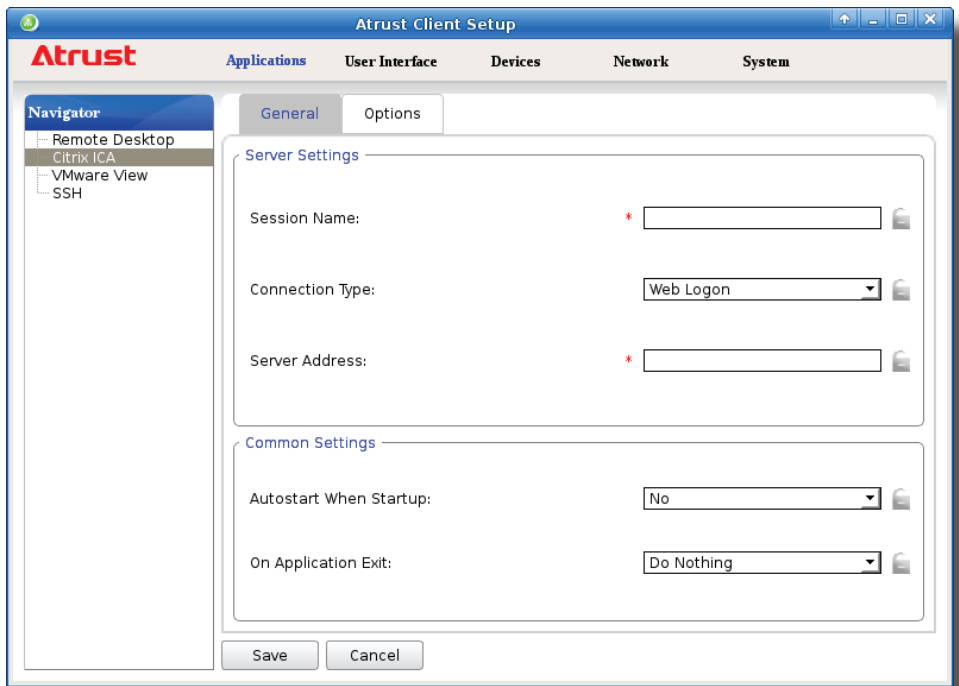 Atrust Client Setup
Atrust
Applications User Interface Devices Network System
Navigator
Remote Desktop
Citrix ICA
VMware View
SSH
General Options
Server Settings
Session Name: *
Connection Type: Web Logon
Server Address: *
Common Settings
Autostart When Startup: No
On Application Exit: Do Nothing
Save Cancel